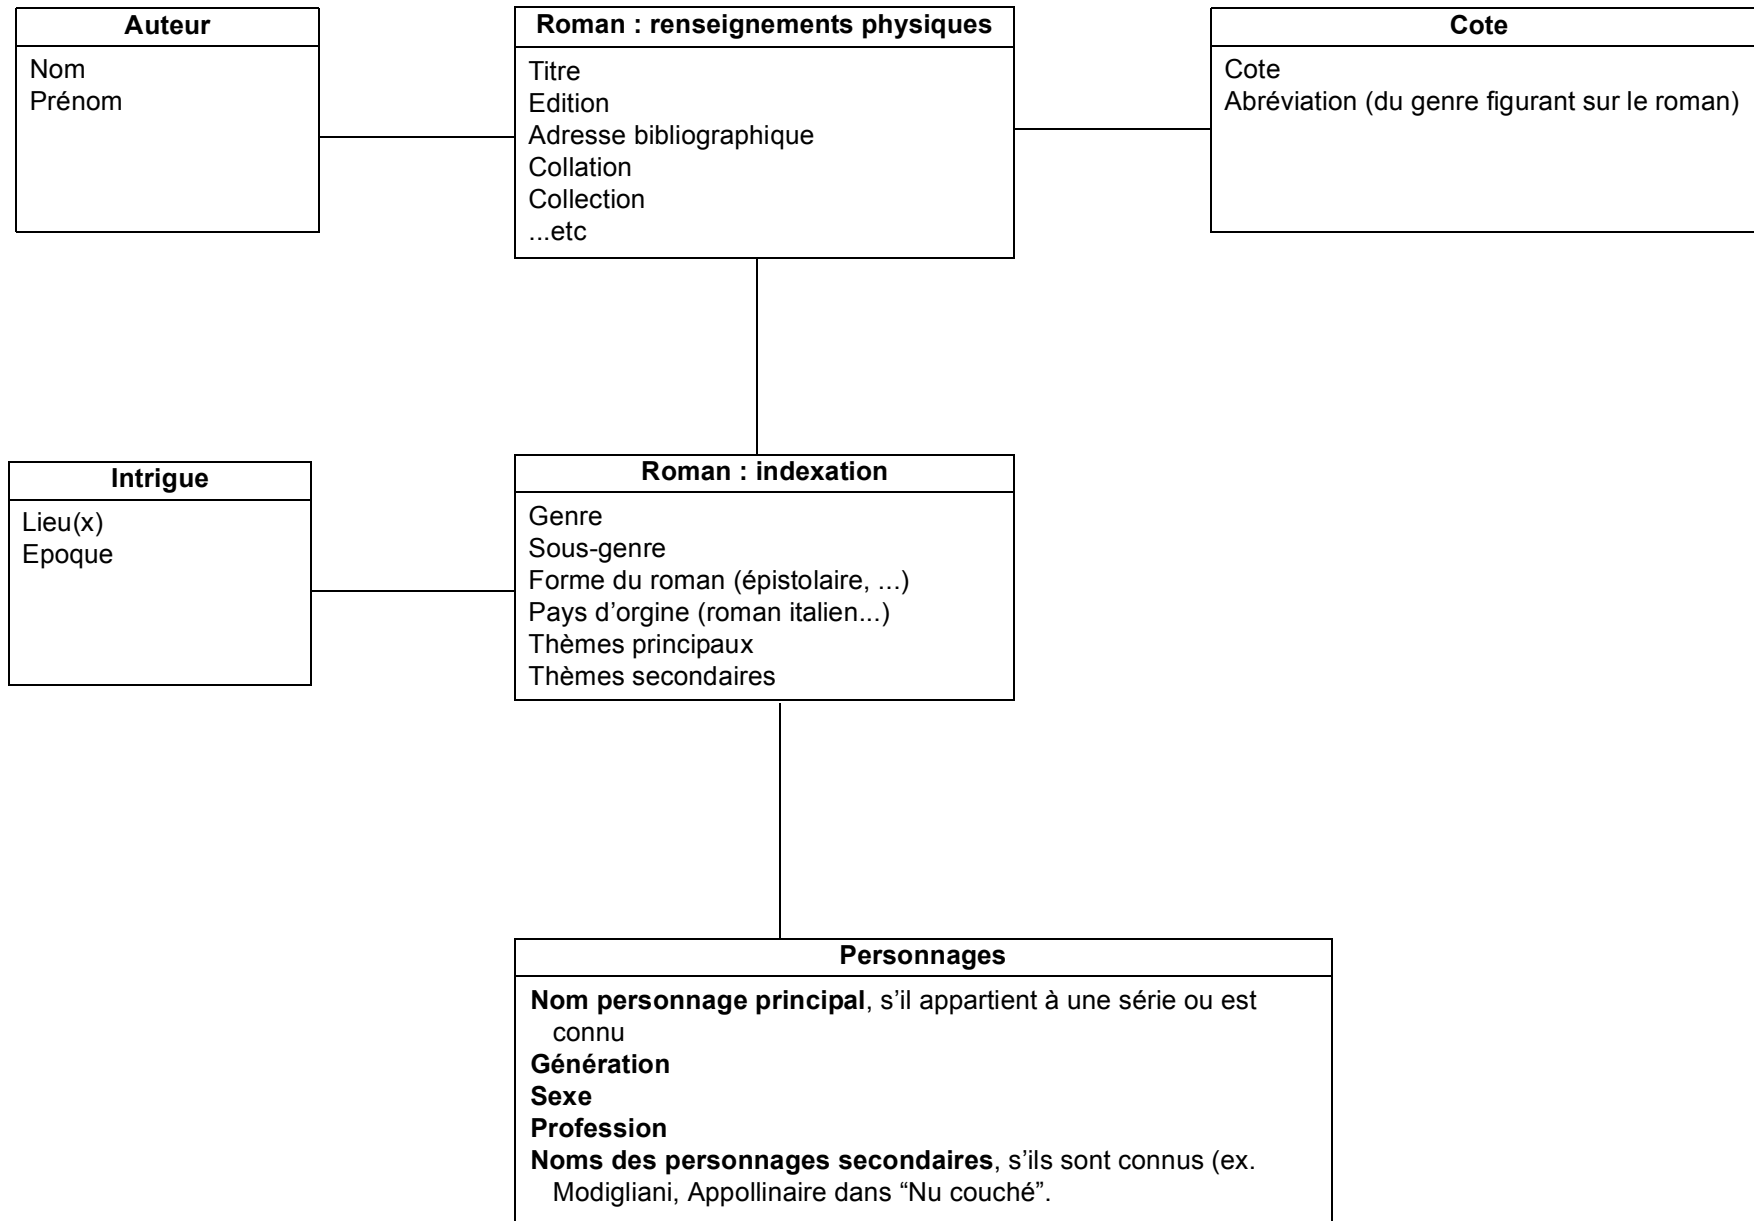 Auteur
Nom
Prénom
Roman : renseignements physiques
Titre
Edition
Adresse bibliographique
Collation
Collection
...etc
Cote
Cote
Abréviation (du genre figurant sur le roman)
Intrigue
Lieu(x)
Epoque
Roman : indexation
Genre
Sous-genre
Forme du roman (épistolaire, ...)
Pays d’orgine (roman italien...)
Thèmes principaux
Thèmes secondaires
Personnages
Nom personnage principal, s’il appartient à une série ou est
connu
Génération
Sexe
Profession
Noms des personnages secondaires, s’ils sont connus (ex.
Modigliani, Appollinaire dans “Nu couché”.